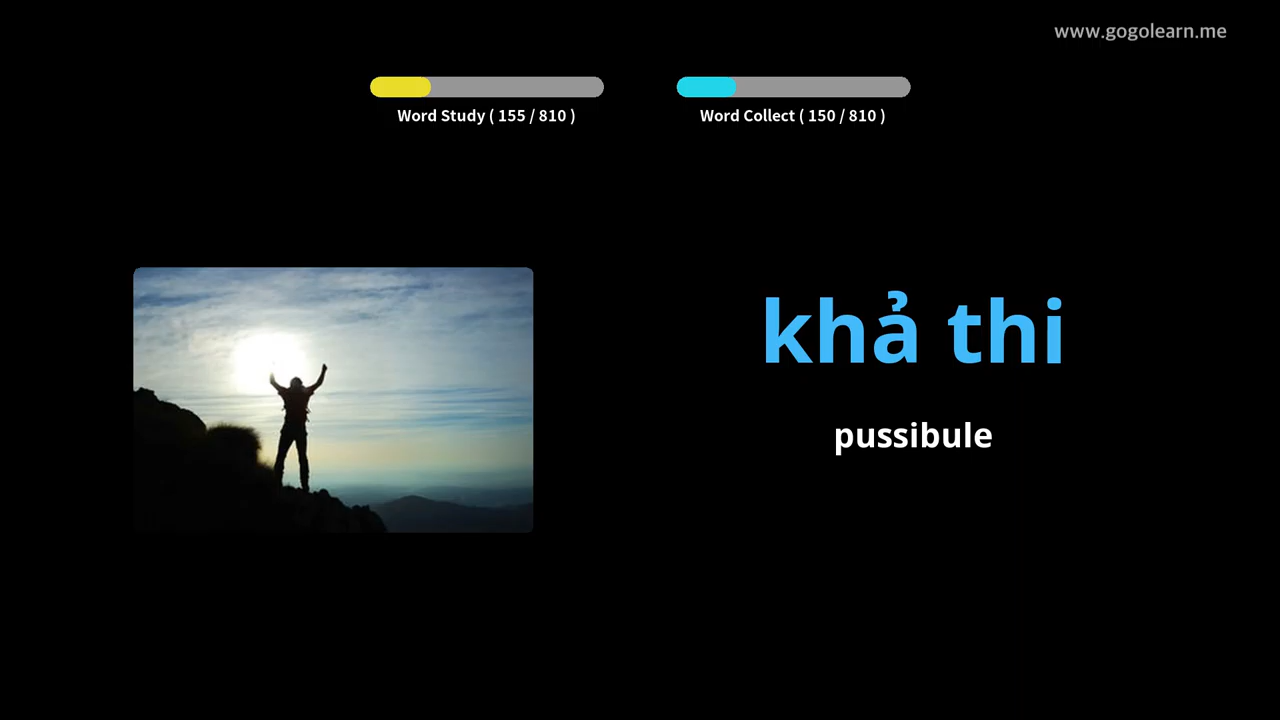 www.gogolearn.me
Word Study ( 155 / 810 )
Word Collect ( 150 / 810 )
khả thi
pussibule